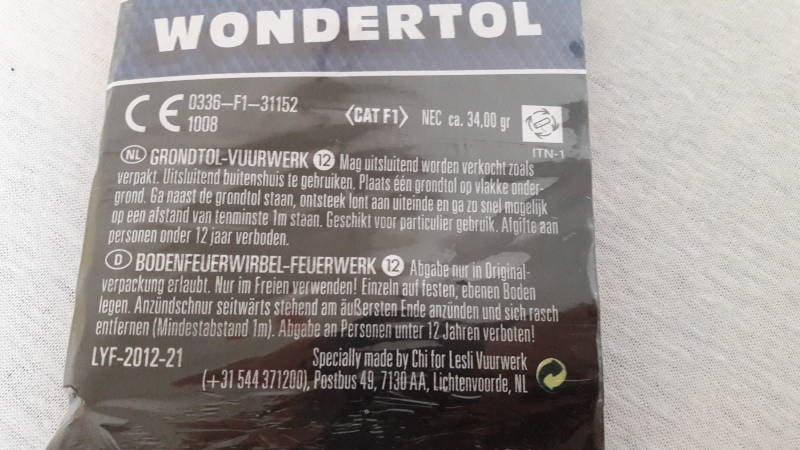 WONDERTOL
CE 0336-F1-31152
1008
<CAT F1> NEC ca. 34,00 gr
ITN-1
NL GRONDTOL-VUURWERK 12 Mag uitsluitend worden verkocht zoals
verpakt. Uitsluitend buitenshuis te gebruiken. Plaats één grondtol op vlakke onder-
grond. Ga naast de grondtol staan, ontsteek lont aan uiteinde en ga zo snel mogelijk
op een afstand van tenminste 1m staan. Geschikt voor particulier gebruik. Afgifte aan
personen onder 12 jaar verboden.
D BODENFEUERWIRBEL-FEUERWERK 12 Abgabe nur in Original-
verpackung erlaubt. Nur im Freien verwenden! Einzeln auf festen, ebenen Boden
legen. Anzündschnur seitwärts stehend am äußersten Ende anzünden und sich rasch
entfernen (Mindestabstand 1m). Abgabe an Personen unter 12 Jahren verboten!
LYF-2012-21
Specially made by Chi for Lesli Vuurwerk
(+31 544 371200), Postbus 49, 7130 AA, Lichtenvoorde, NL